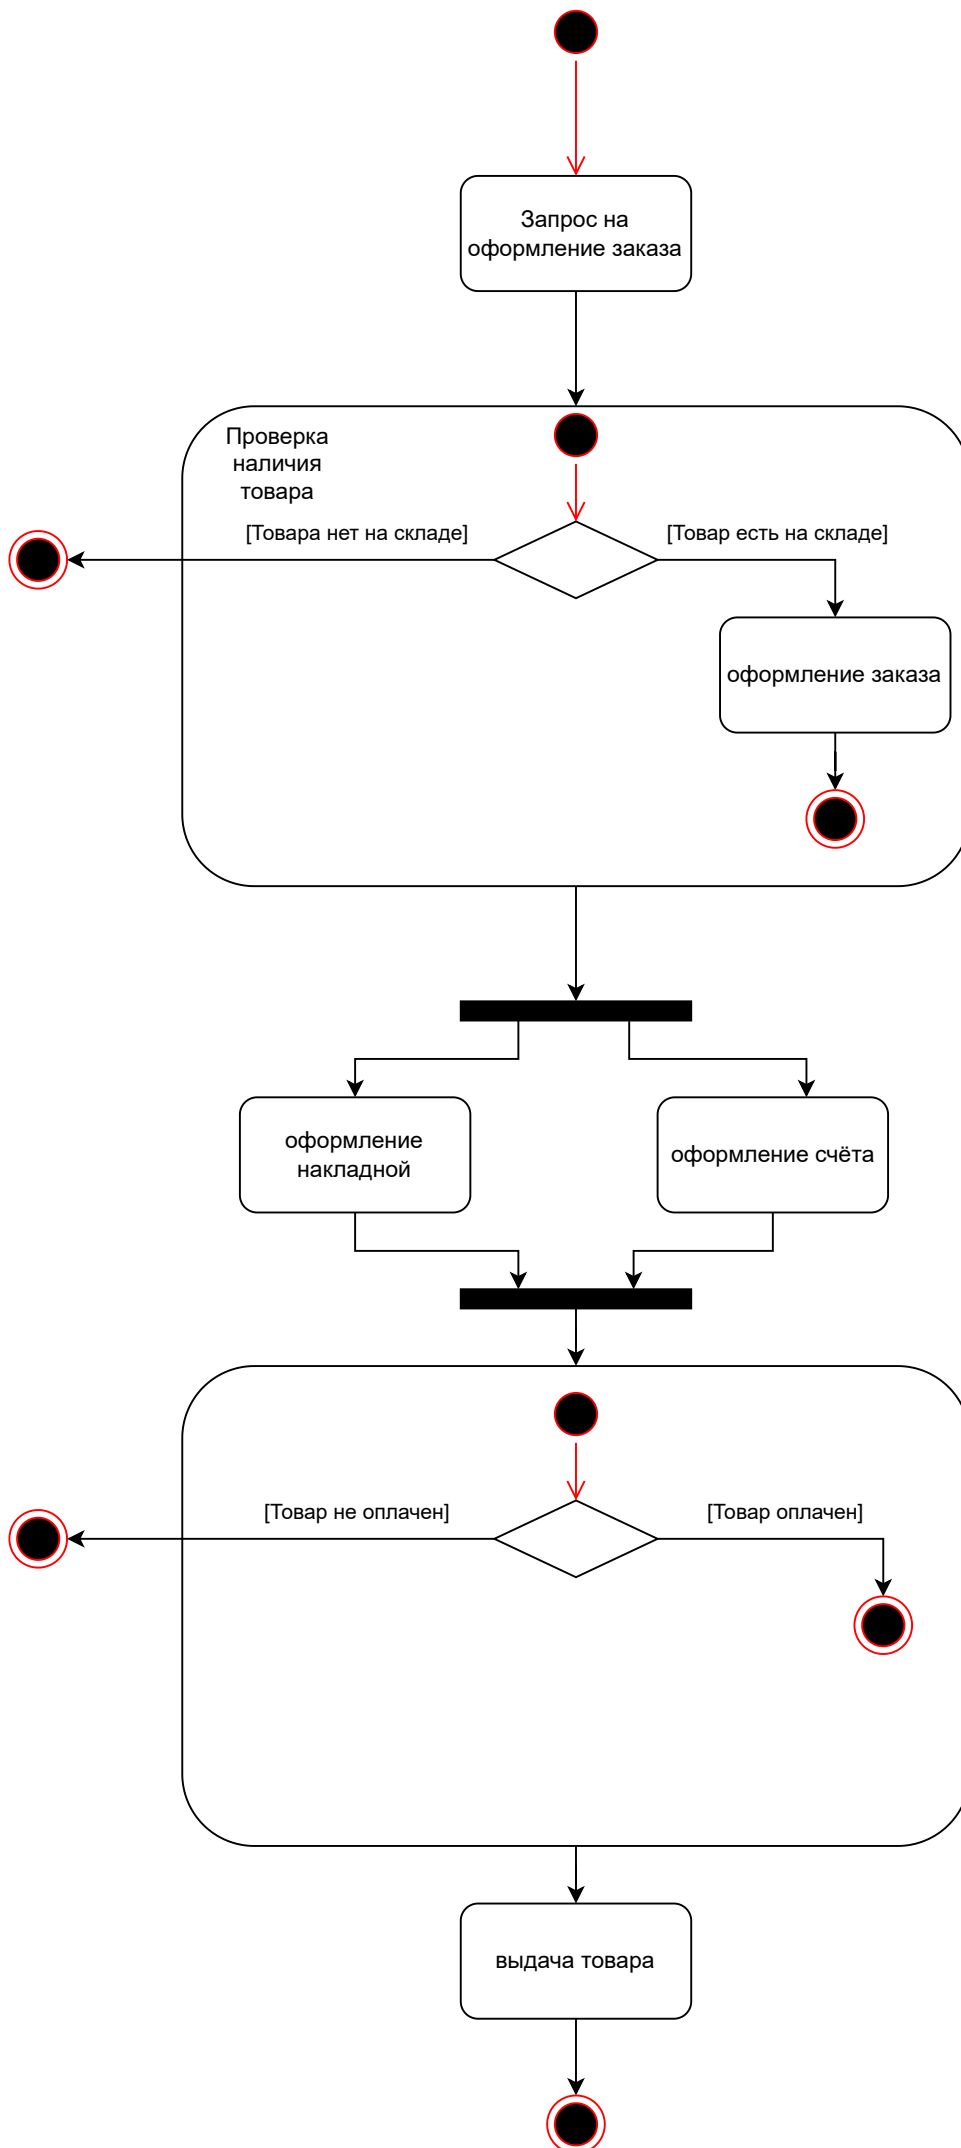 Запрос на
оформление заказа
Проверка
наличия
товара
[Товара нет на складе]
[Товар есть на складе]
оформление заказа
оформление
накладной
оформление счёта
[Товар не оплачен]
[Товар оплачен]
выдача товара